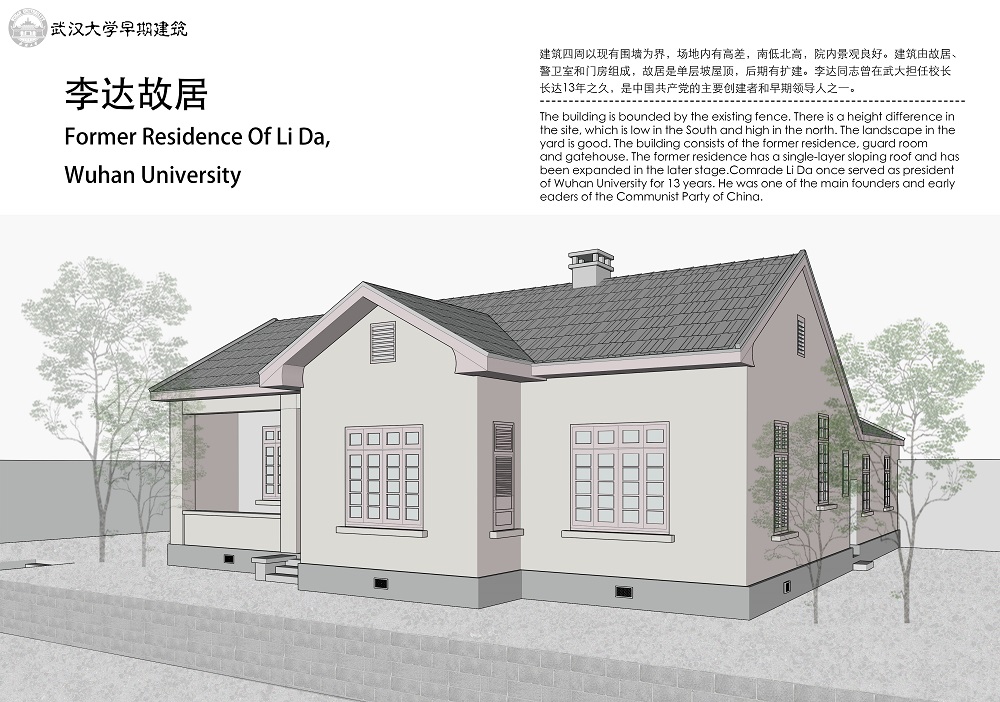 武汉大学早期建筑
李达故居
Former Residence Of Li Da,
Wuhan University
建筑四周以现有围墙为界，场地内有高差，南低北高，院内景观良好。建筑由故居、
警卫室和门房组成，故居是单层坡屋顶，后期有扩建。李达同志曾在武大担任校长
长达13年之久，是中国共产党的主要创建者和早期领导人之一。
The building is bounded by the existing fence. There is a height difference in
the site, which is low in the South and high in the north. The landscape in the
yard is good. The building consists of the former residence, guard room
and gatehouse. The former residence has a single-layer sloping roof and has
been expanded in the later stage.Comrade Li Da once served as president
of Wuhan University for 13 years. He was one of the main founders and early
eaders of the Communist Party of China.